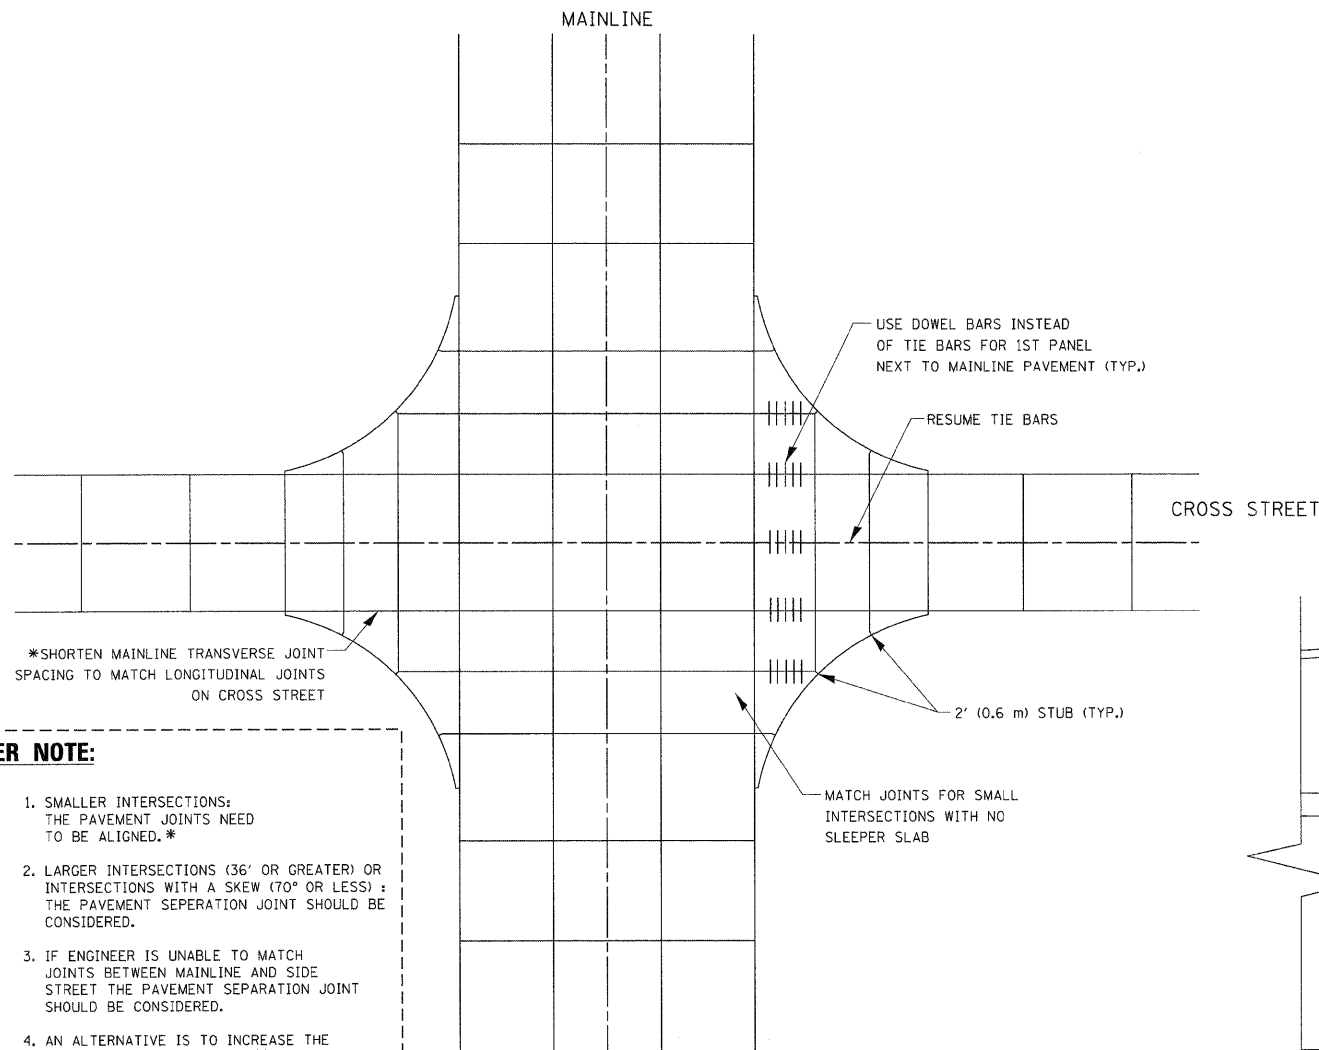 MAINLINE
USE DOWEL BARS INSTEAD
OF TIE BARS FOR 1ST PANEL
NEXT TO MAINLINE PAVEMENT (TYP.)
RESUME TIE BARS
CROSS STREET
*SHORTEN MAINLINE TRANSVERSE JOINT
SPACING TO MATCH LONGITUDINAL JOINTS
ON CROSS STREET
2' (0.6 m) STUB (TYP.)
MATCH JOINTS FOR SMALL
INTERSECTIONS WITH NO
SLEEPER SLAB
ER NOTE:
1. SMALLER INTERSECTIONS:
THE PAVEMENT JOINTS NEED
TO BE ALIGNED.*
2. LARGER INTERSECTIONS (36' OR GREATER) OR
INTERSECTIONS WITH A SKEW (70° OR LESS) :
THE PAVEMENT SEPERATION JOINT SHOULD BE
CONSIDERED.
3. IF ENGINEER IS UNABLE TO MATCH
JOINTS BETWEEN MAINLINE AND SIDE
STREET THE PAVEMENT SEPARATION JOINT
SHOULD BE CONSIDERED.
4. AN ALTERNATIVE IS TO INCREASE THE